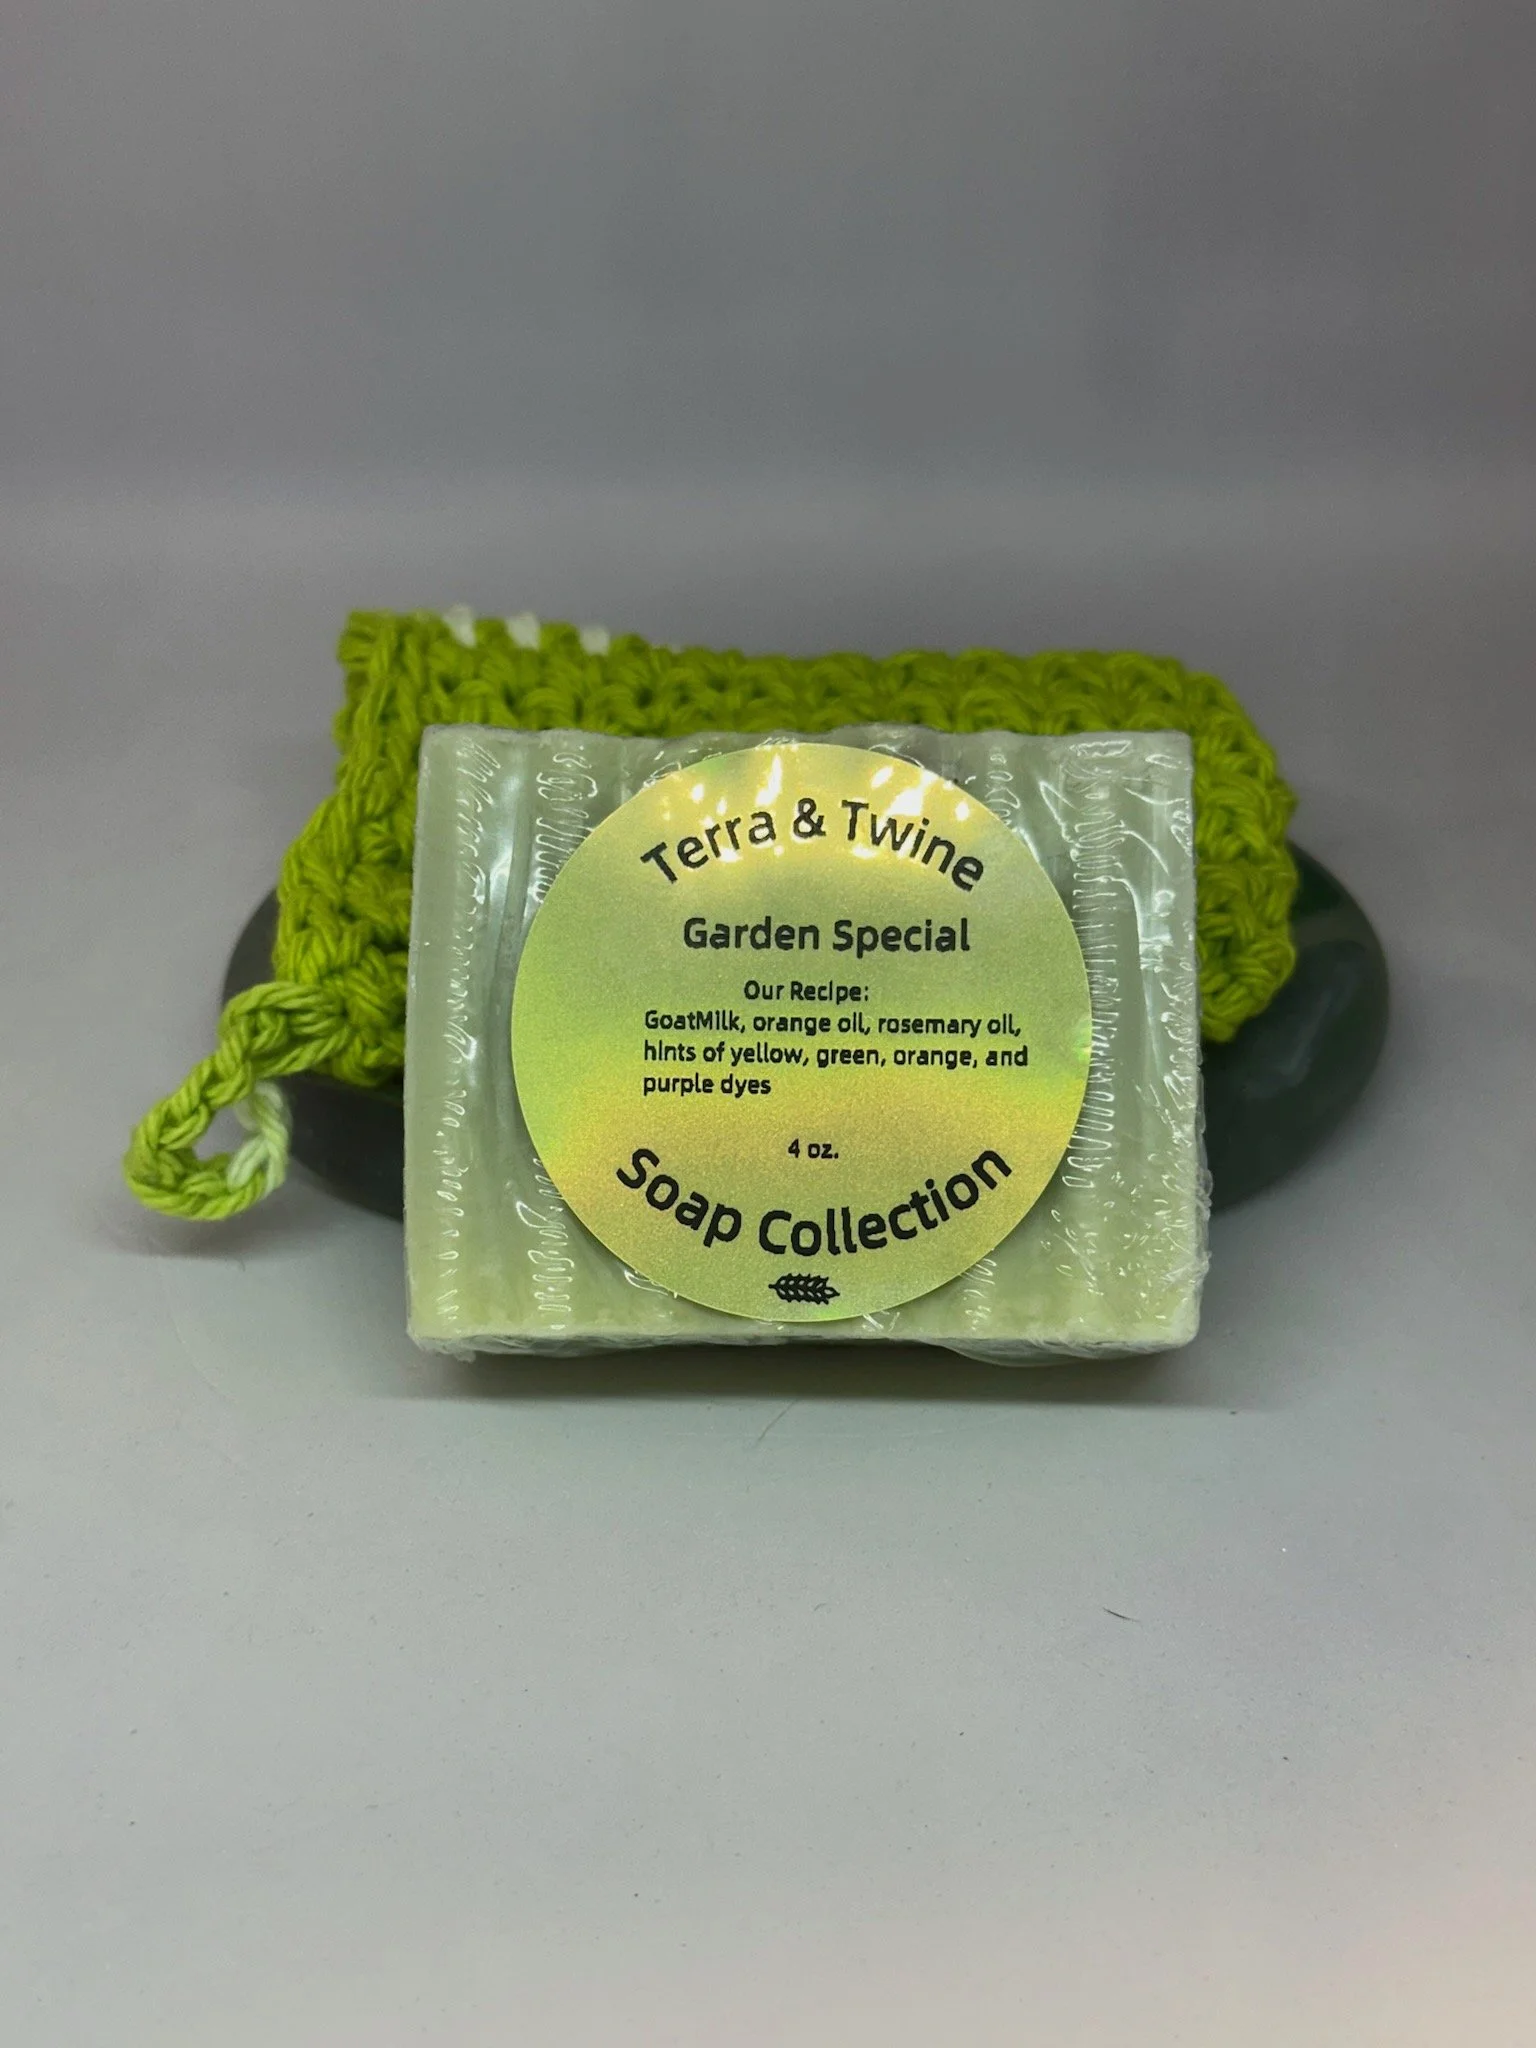 Terra & Twine
Garden Special
Our Recipe:
GoatMilk, orange oil, rosemary oil,
hints of yellow, green, orange, and
purple dyes
4 oz.
Soap Collection